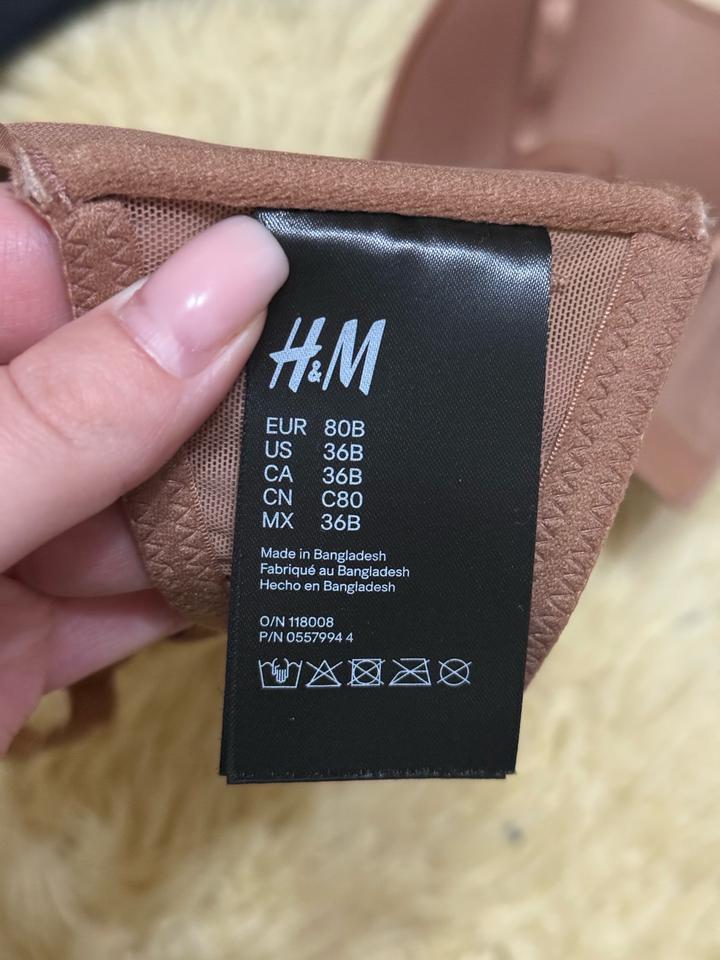 H&M
EUR 80B
US 36B
CA 36B
CN C80
MX 36B
Made in Bangladesh
Fabriqué au Bangladesh
Hecho en Bangladesh
O/N 118008
P/N 0557994 4